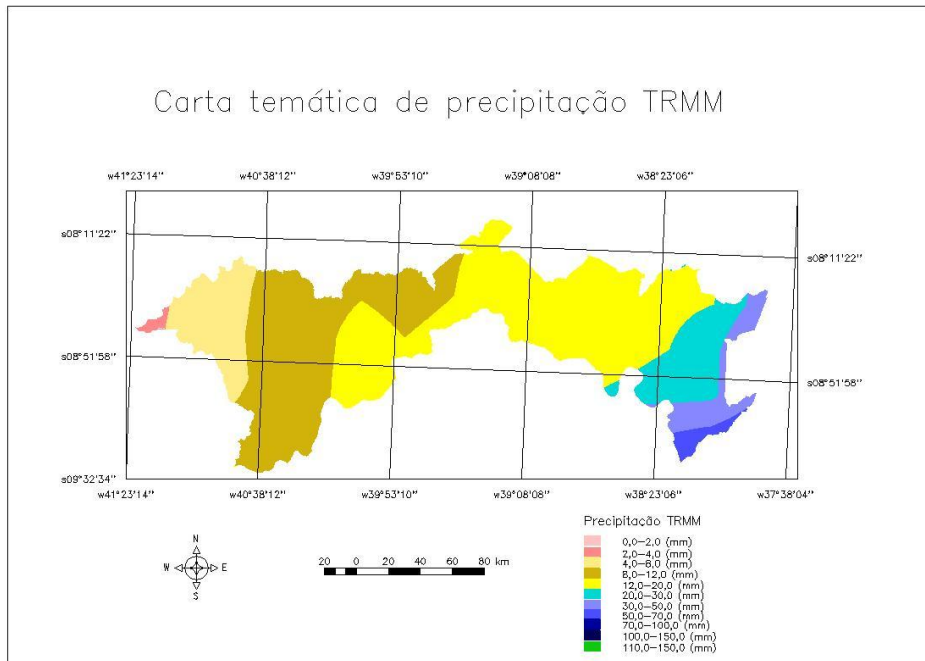 Carta temática de precipitação TRMM
w41°23'14" w40°38'12" w39°53'10" w39°08'08" w38°23'06"
s08°11'22"
s08°11'22"
s08°51'58"
s08°51'58"
s09°32'34"
w41°23'14" w40°38'12" w39°53'10" w39°08'08" w38°23'06" w37°38'04"
Precipitação TRMM
0,0–2,0 (mm)
2,0–4,0 (mm)
4,0–8,0 (mm)
8,0–12,0 (mm)
12,0–20,0 (mm)
20,0–30,0 (mm)
30,0–50,0 (mm)
50,0–70,0 (mm)
70,0–100,0 (mm)
100,0–150,0 (mm)
110,0–150,0 (mm)
N
W E
S
20 0 20 40 60 80 km